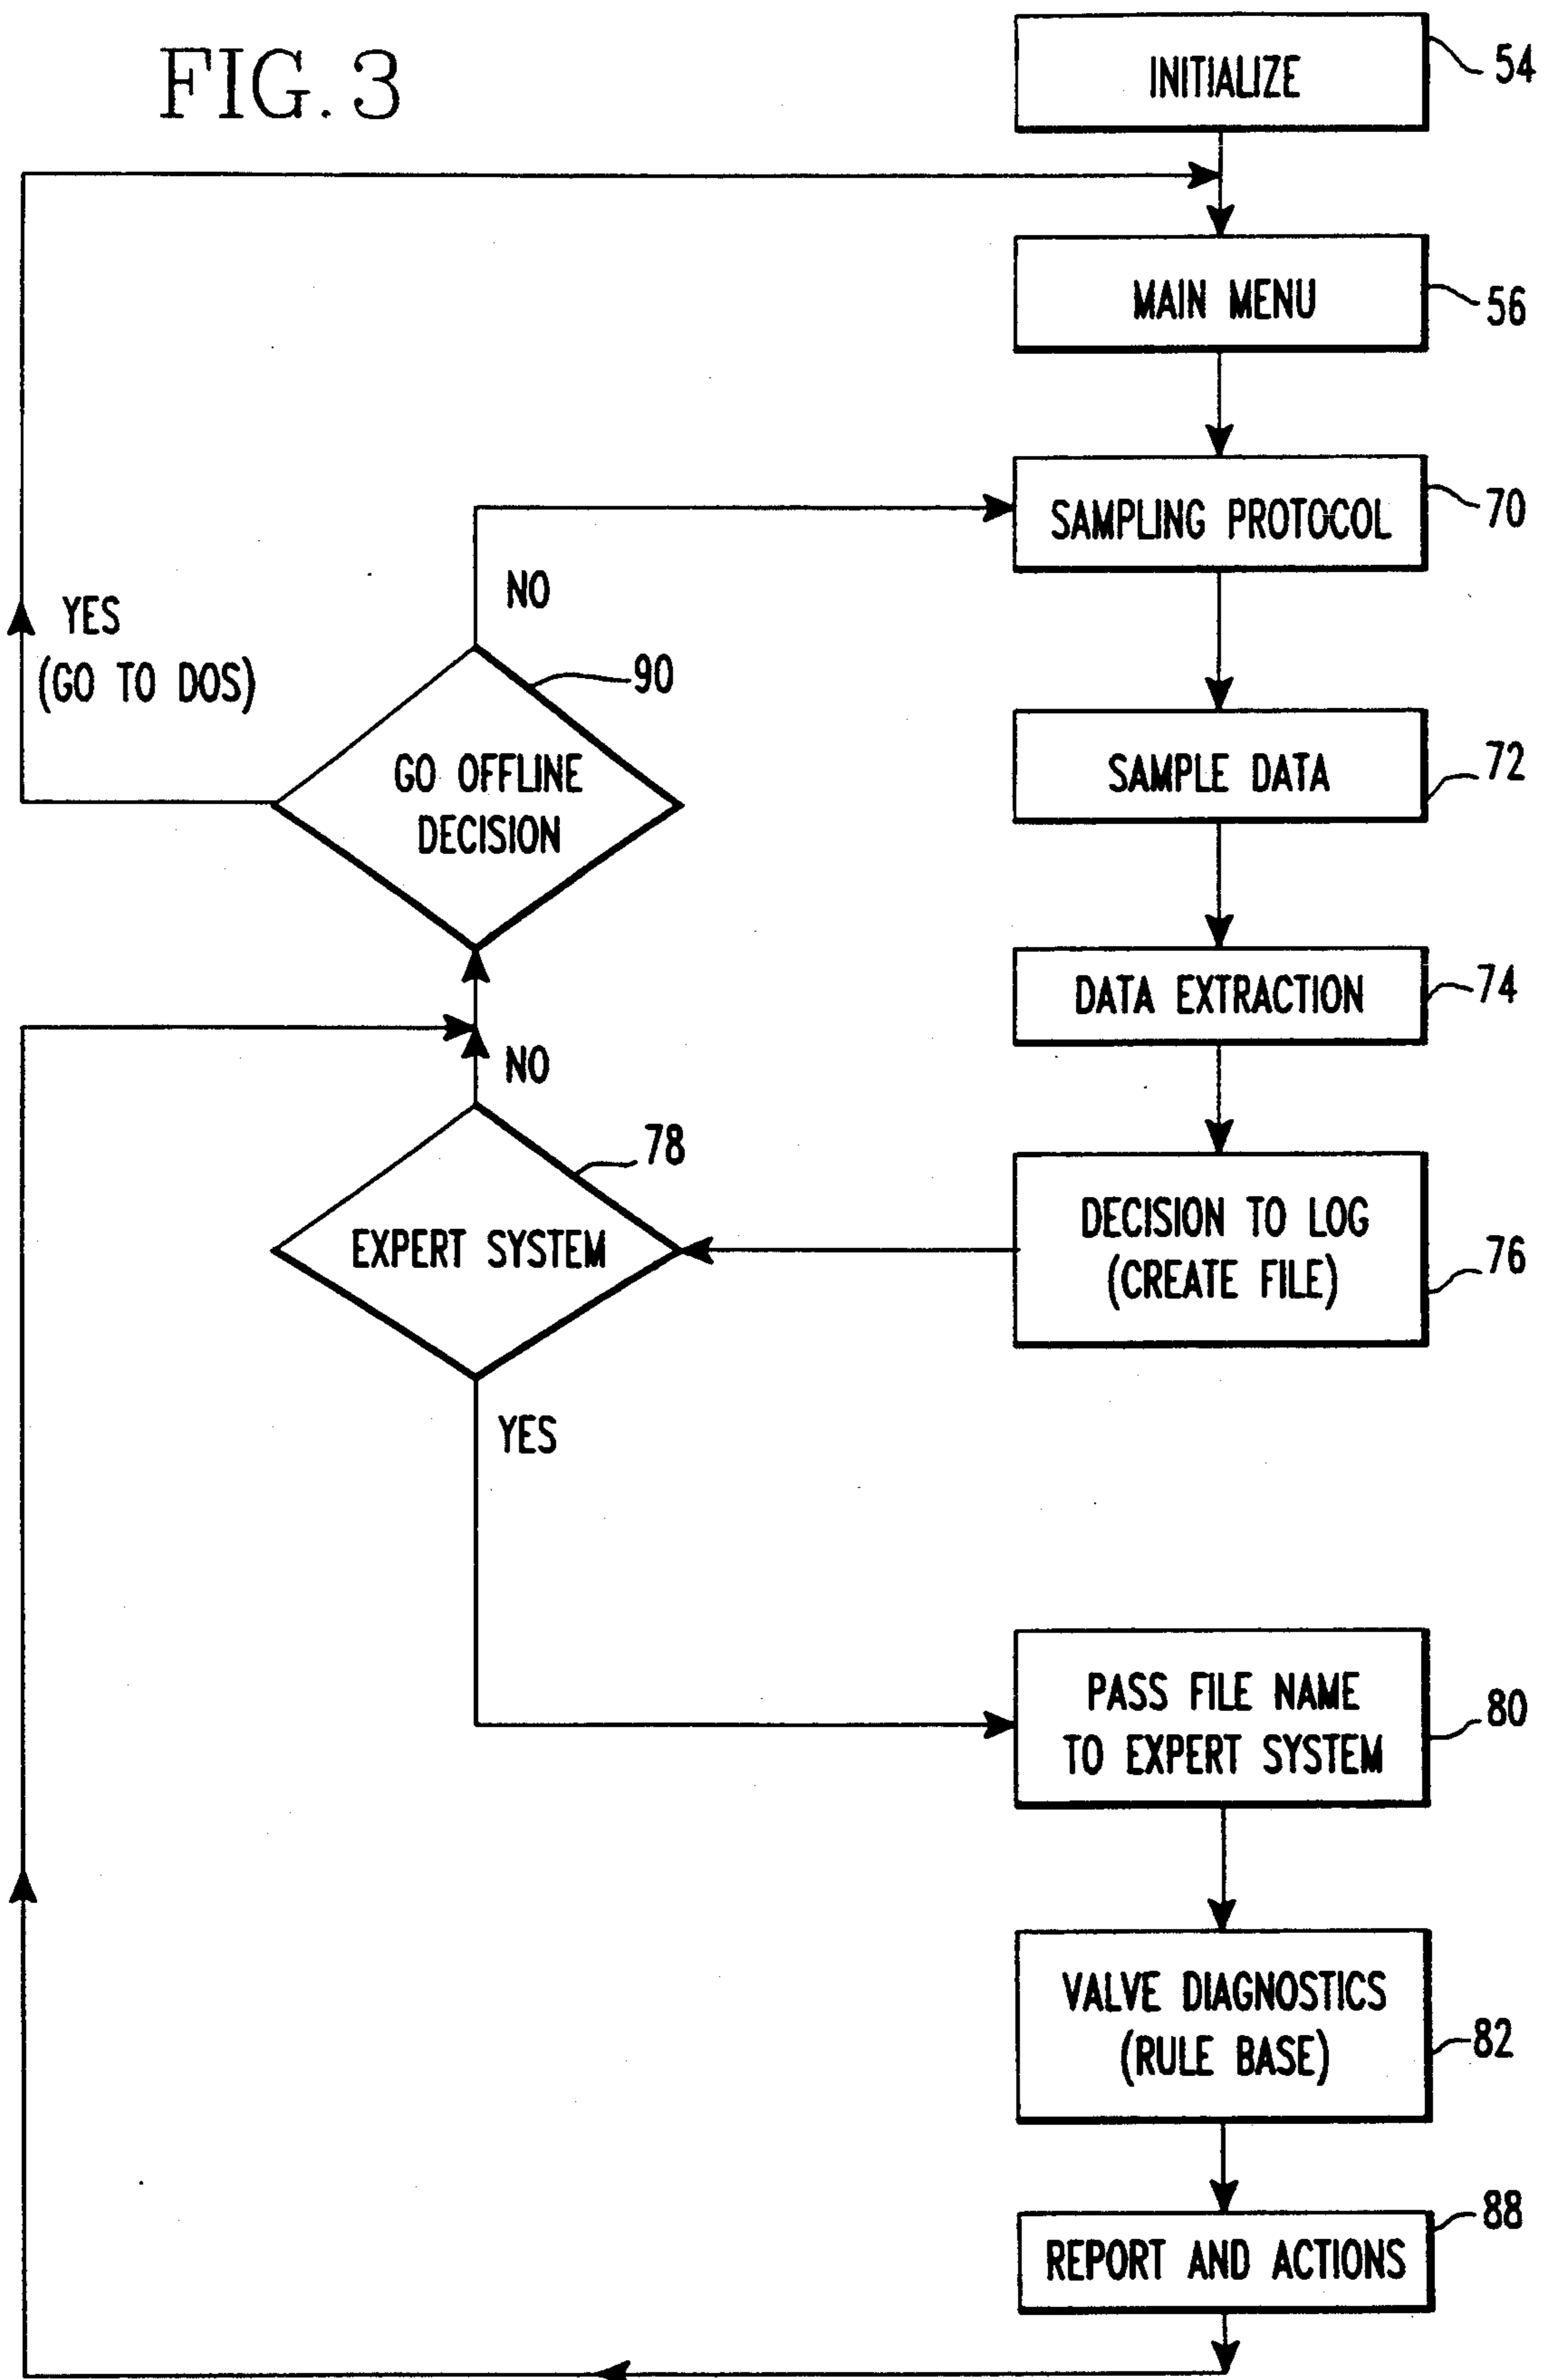 FIG. 3
INITIALIZE
54
MAIN MENU
56
SAMPLING PROTOCOL
70
NO
YES
(GO TO DOS)
90
GO OFFLINE
DECISION
SAMPLE DATA
72
DATA EXTRACTION
74
NO
78
EXPERT SYSTEM
DECISION TO LOG
(CREATE FILE)
76
YES
PASS FILE NAME
TO EXPERT SYSTEM
80
VALVE DIAGNOSTICS
(RULE BASE)
82
REPORT AND ACTIONS
88